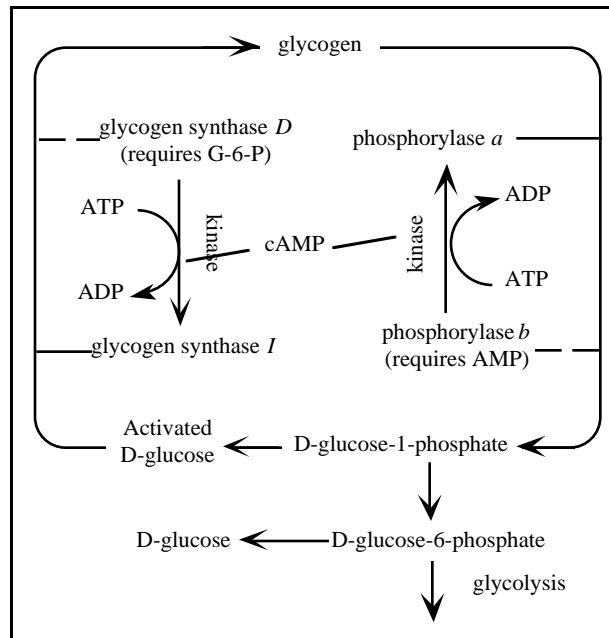 glycogen
glycogen synthase D
(requires G-6-P)
phosphorylase a
ATP
ADP
kinase
cAMP
kinase
ADP
ATP
glycogen synthase I
phosphorylase b
(requires AMP)
Activated
D-glucose
D-glucose-1-phosphate
D-glucose
D-glucose-6-phosphate
glycolysis